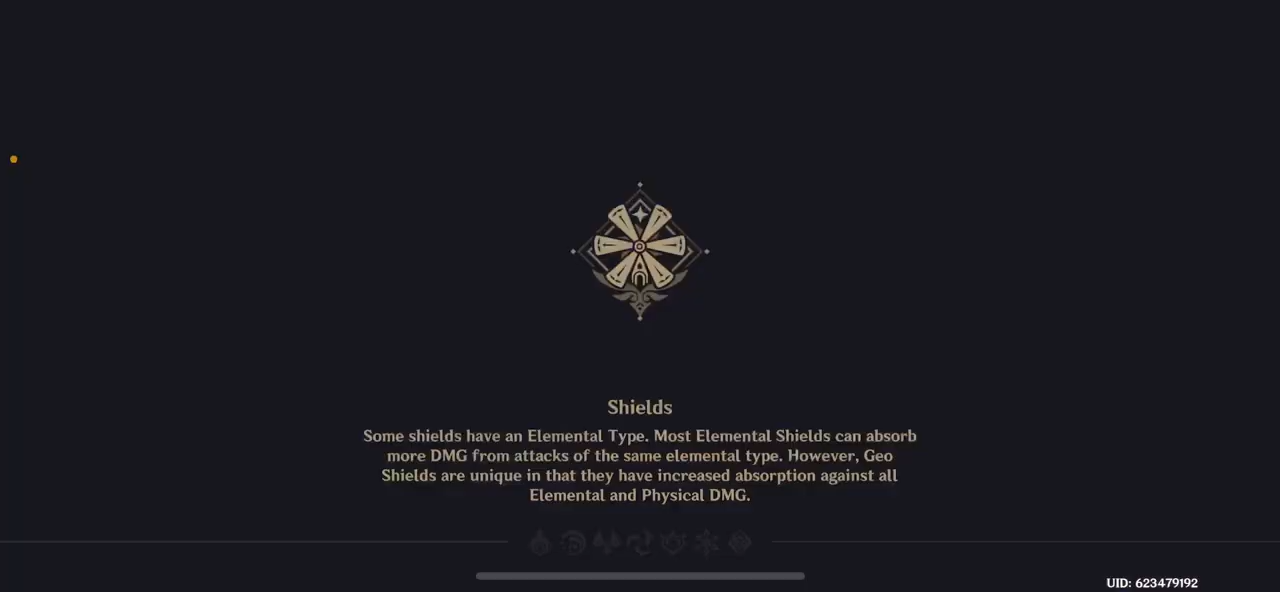 Shields
Some shields have an Elemental Type. Most Elemental Shields can absorb
more DMG from attacks of the same elemental type. However, Geo
Shields are unique in that they have increased absorption against all
Elemental and Physical DMG.
UID: 623479192